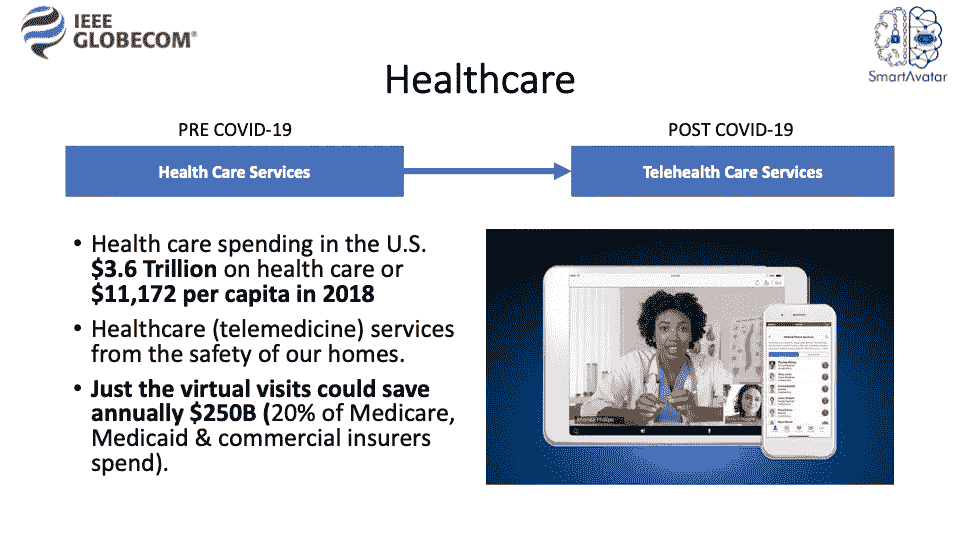 IEEE
GLOBECOM®
SmartAvatar
Healthcare
PRE COVID-19
POST COVID-19
Health Care Services
Telehealth Care Services
• Health care spending in the U.S.
$3.6 Trillion on health care or
$11,172 per capita in 2018
• Healthcare (telemedicine) services
from the safety of our homes.
• Just the virtual visits could save
annually $250B (20% of Medicare,
Medicaid & commercial insurers
spend).